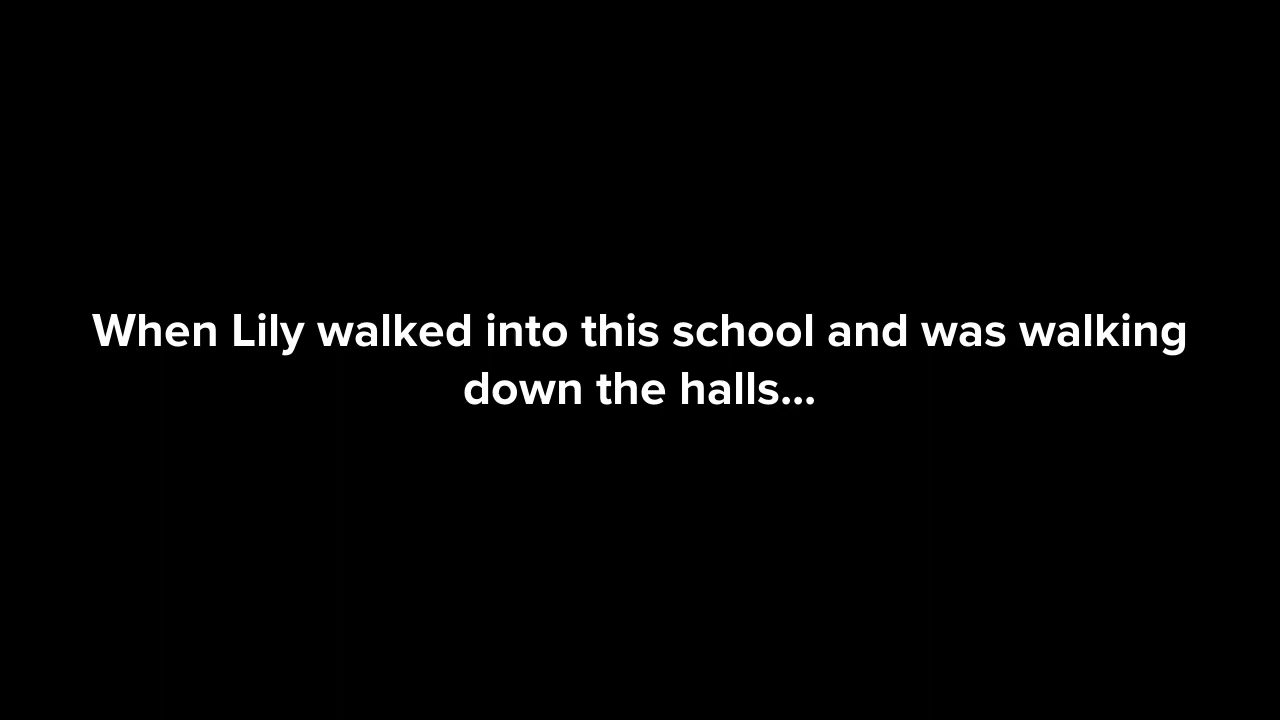 When Lily walked into this school and was walking
down the halls...